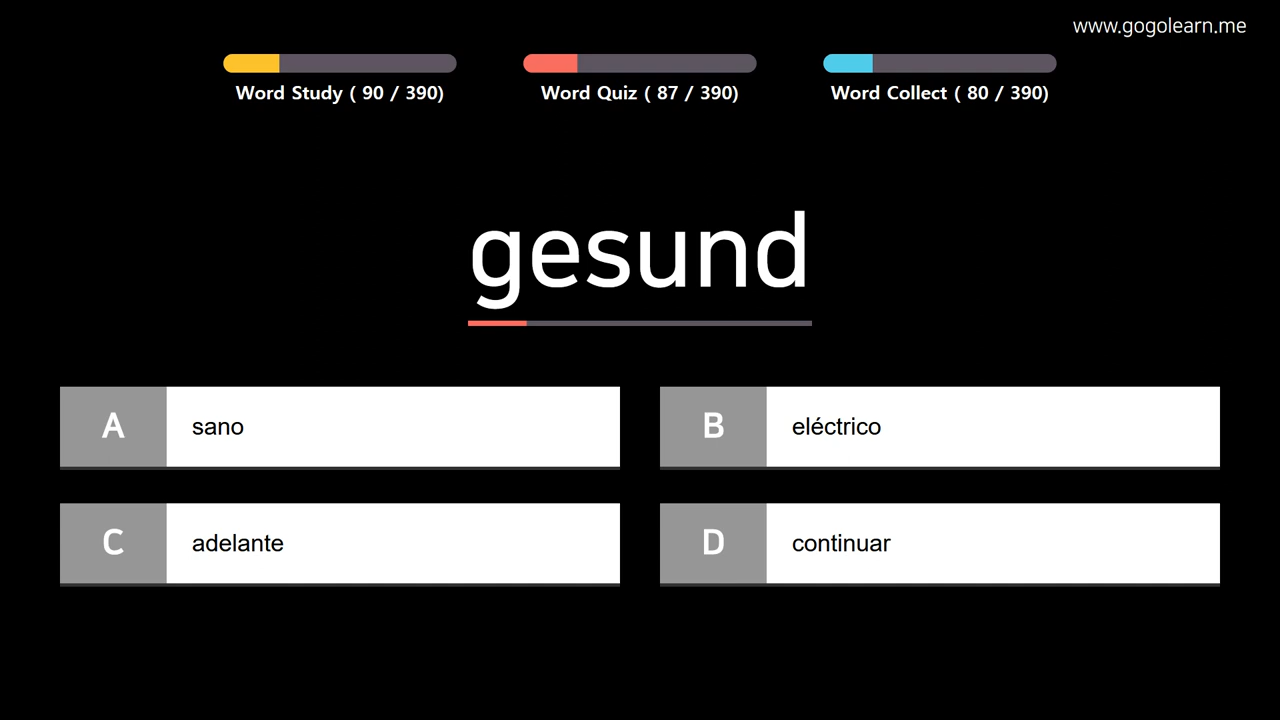 www.gogolearn.me
Word Study ( 90 / 390)
Word Quiz ( 87 / 390)
Word Collect ( 80 / 390)
gesund
A sano
B eléctrico
C adelante
D continuar